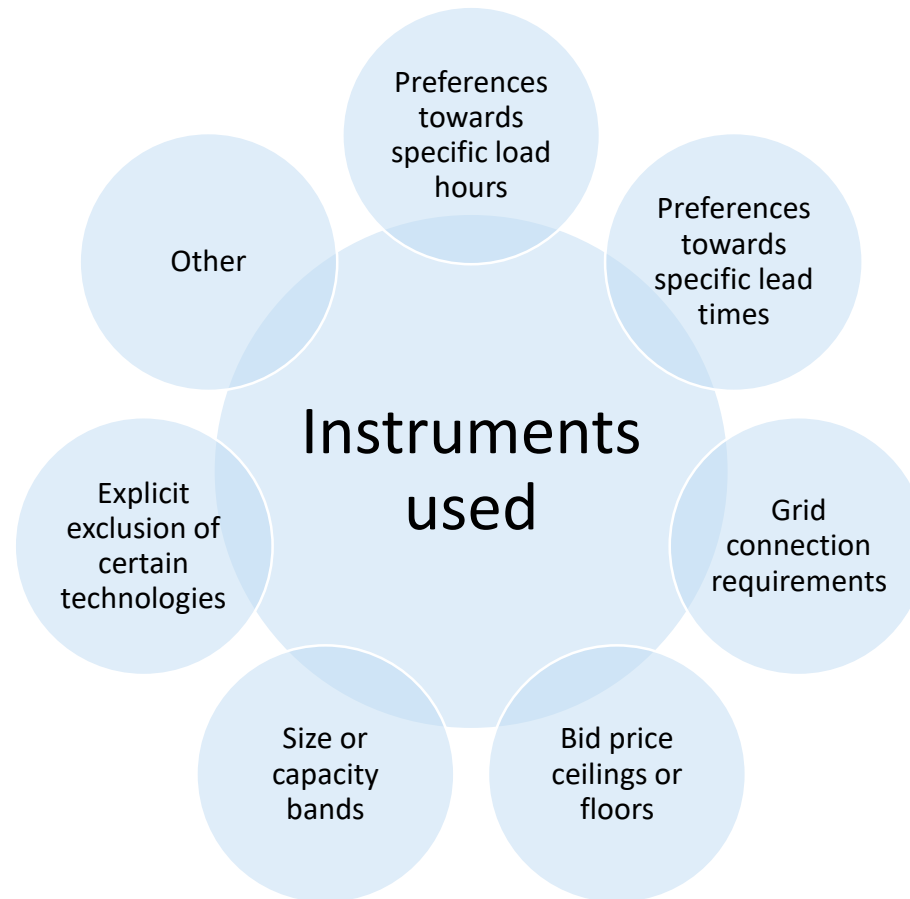 Preferences
towards
specific load
hours
Preferences
towards
specific lead
times
Other
Instruments
used
Explicit
exclusion of
certain
technologies
Grid
connection
requirements
Size or
capacity
bands
Bid price
ceilings or
floors